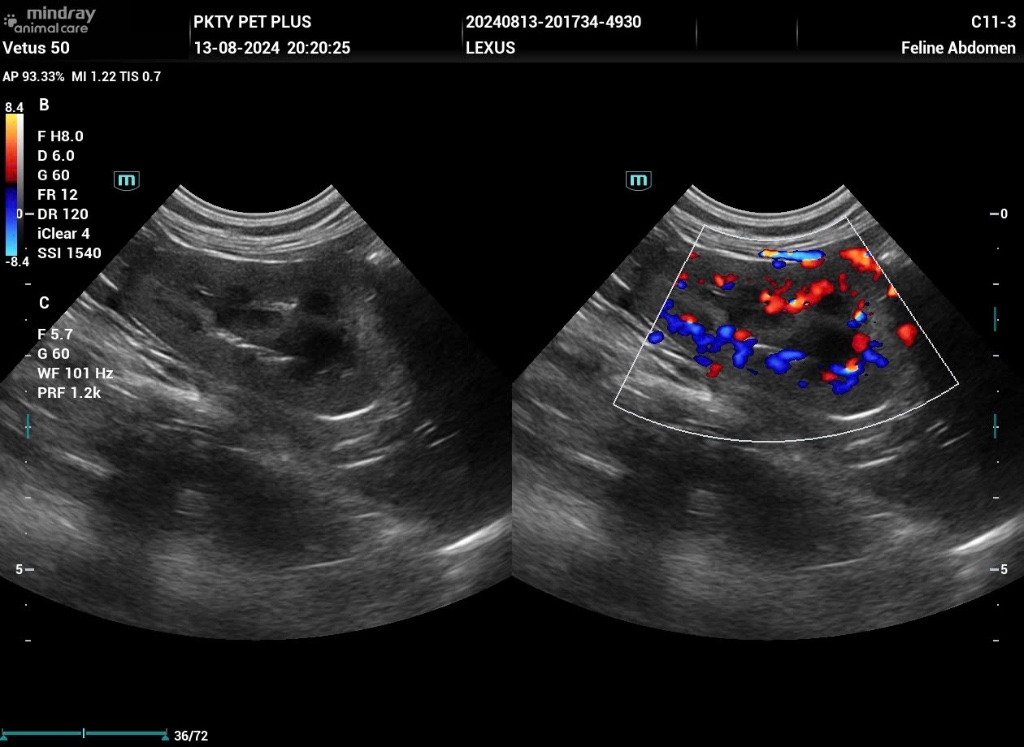 mindray
animal care
Vetus 50
PKTY PET PLUS
13-08-2024 20:20:25
20240813-201734-4930
LEXUS
C11-3
Feline Abdomen
AP 93.33% MI 1.22 TIS 0.7
8.4
B
F H8.0
D 6.0
G 60
FR 12
DR 120
iClear 4
SSI 1540
0
-8.4
C
F 5.7
G 60
WF 101 Hz
PRF 1.2k
5
m
m
0
5
36/72